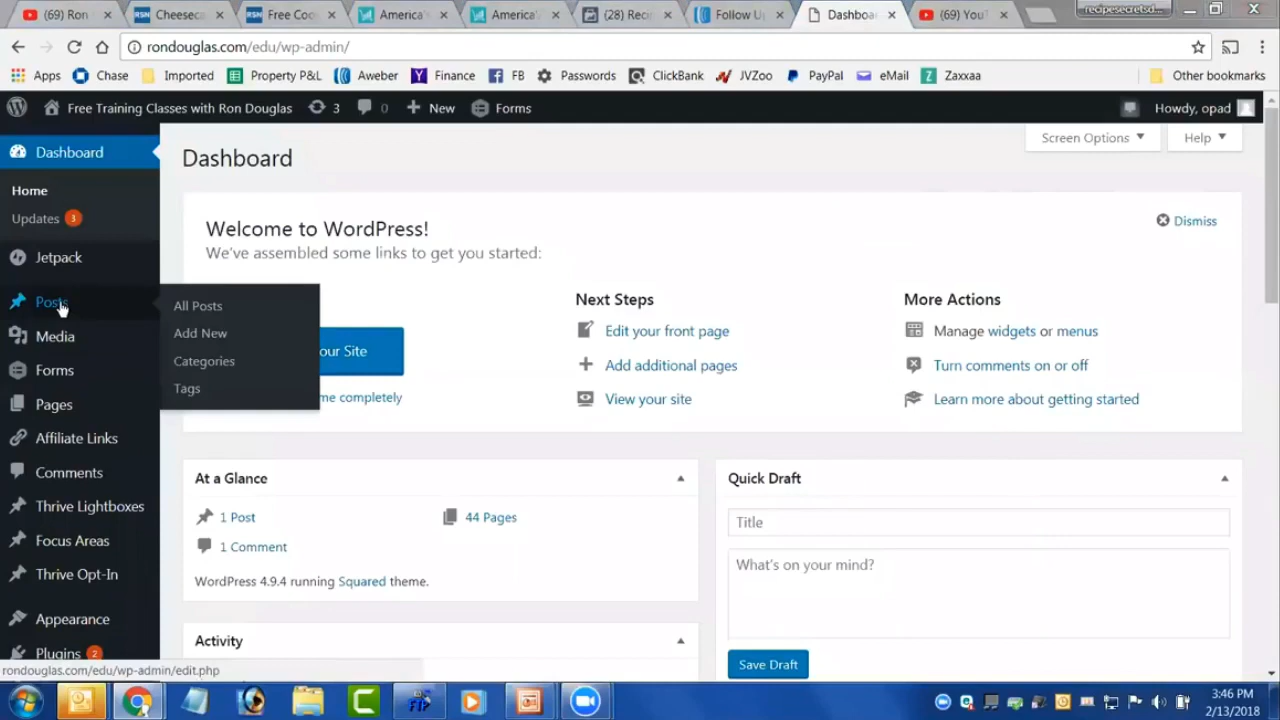 (69) Ron
Cheeseca
Free Coo
America'
America'
(28) Reci
Follow U
Dashboa
(69) YouT
recipesecretsd...
rondouglas.com/edu/wp-admin/
Apps
Chase
Imported
Property P&L
Aweber
Finance
FB
Passwords
ClickBank
JVZoo
PayPal
eMail
Zaxxaa
Other bookmarks
Free Training Classes with Ron Douglas
3
0
New
Forms
Howdy, opad
Dashboard
Home
Updates 3
Jetpack
Posts
Media
Forms
Pages
Affiliate Links
Comments
Thrive Lightboxes
Focus Areas
Thrive Opt-In
Appearance
Plugins 2
All Posts
Add New
Categories
Tags
Dashboard
Screen Options
Help
Welcome to WordPress!
We've assembled some links to get you started:
Dismiss
our Site
me completely
Next Steps
Edit your front page
Add additional pages
View your site
More Actions
Manage widgets or menus
Turn comments on or off
Learn more about getting started
At a Glance
1 Post
44 Pages
1 Comment
WordPress 4.9.4 running Squared theme.
Activity
Quick Draft
Title
What's on your mind?
Save Draft
rondouglas.com/edu/wp-admin/edit.php
3:46 PM
2/13/2018